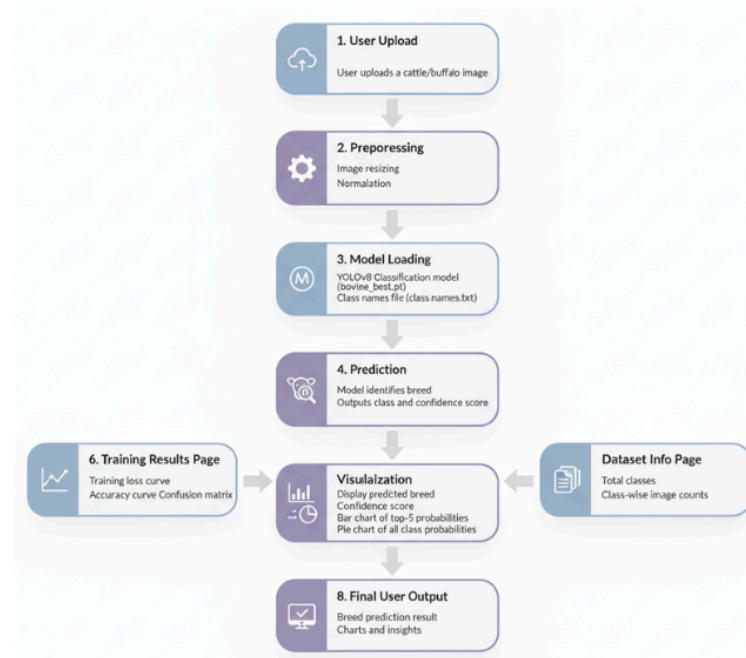 1. User Upload
User uploads a cattle/buffalo image
2. Preporessing
Image resizing
Normalation
3. Model Loading
YOLOv8 Classification model
(bovine_best.pt)
Class names file (class names.txt)
4. Prediction
Model identifies breed
Outputs class and confidence score
6. Training Results Page
Training loss curve
Accuracy curve Confusion matrix
Visulaization
Display predcted breed
Confidence score
Bar chart of top-5 probabilities
Pie chart of all class probabilities
Dataset Info Page
Total classes
Class-wise image counts
8. Final User Output
Breed prediction result
Charts and insights